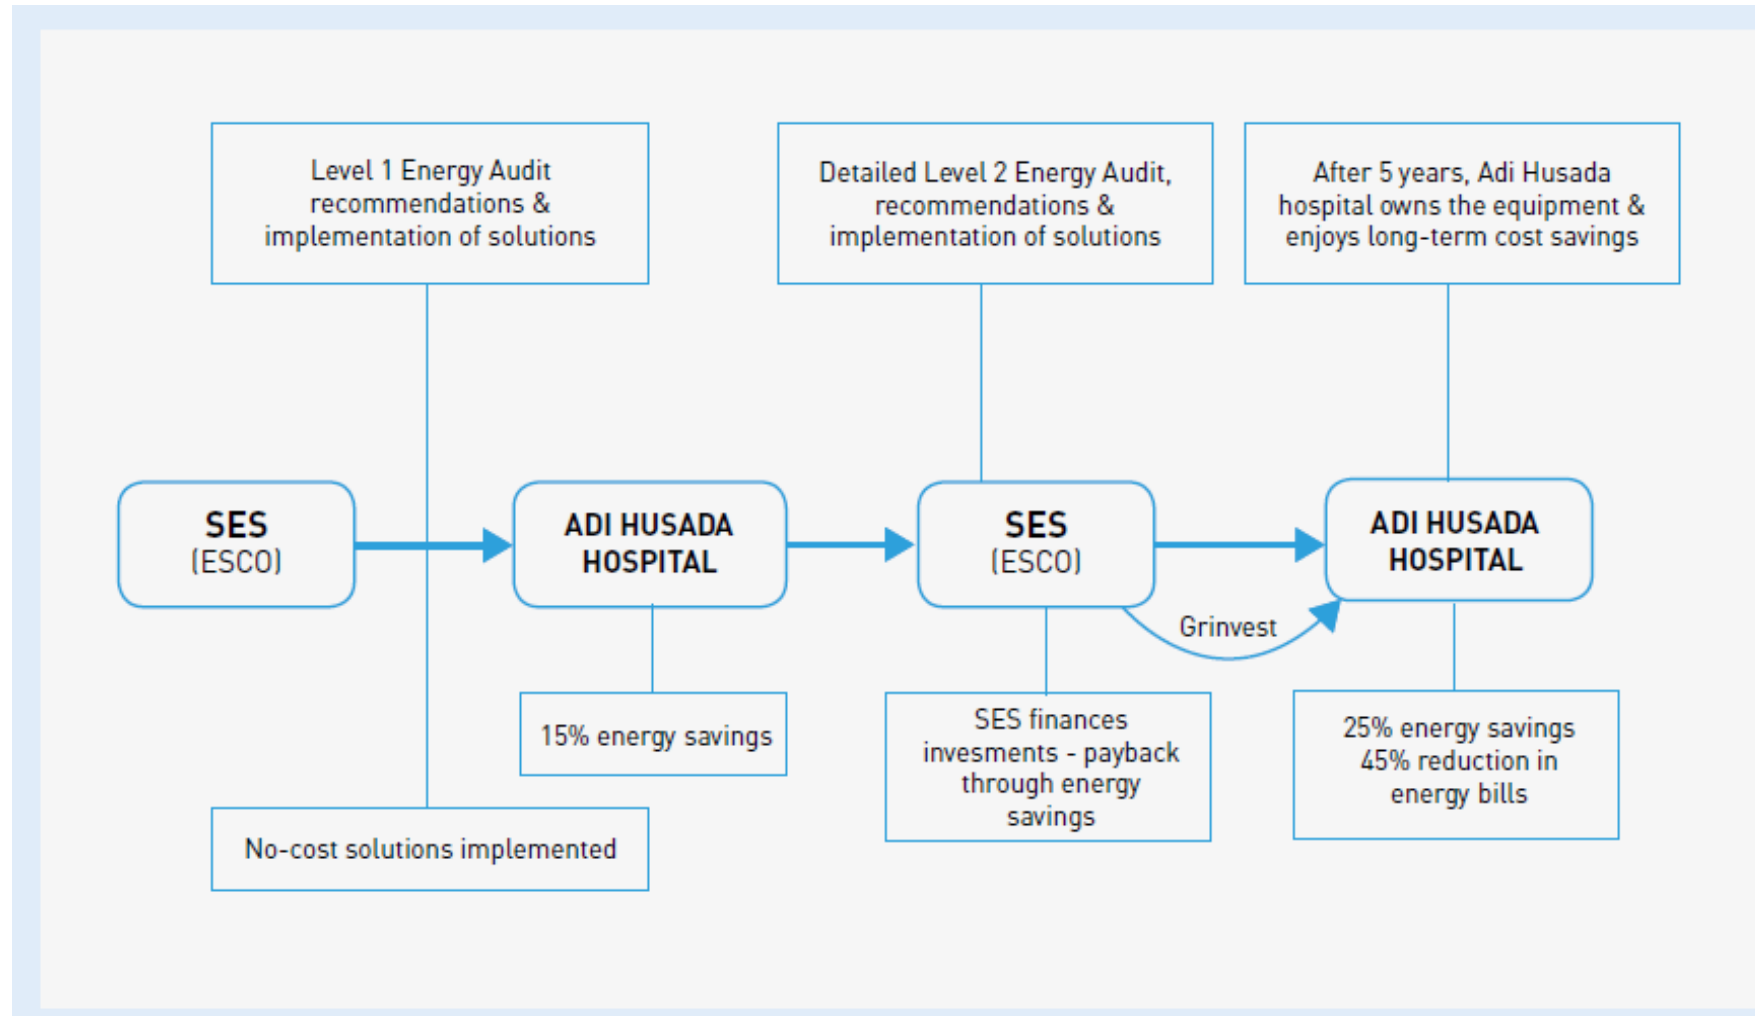 Level 1 Energy Audit
recommendations &
implementation of solutions
Detailed Level 2 Energy Audit,
recommendations &
implementation of solutions
After 5 years, Adi Husada
hospital owns the equipment &
enjoys long-term cost savings
SES
(ESCO)
ADI HUSADA
HOSPITAL
SES
(ESCO)
ADI HUSADA
HOSPITAL
Grinvest
15% energy savings
SES finances
invesments - payback
through energy
savings
25% energy savings
45% reduction in
energy bills
No-cost solutions implemented